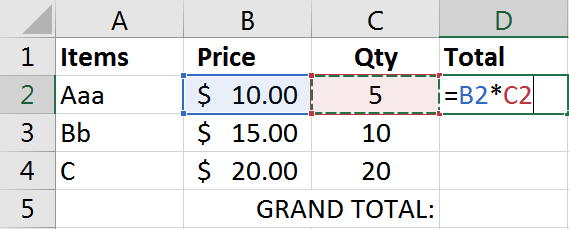 A B C D
1 Items Price Qty Total
2 Aaa $ 10.00 5 =B2*C2
3 Bb $ 15.00 10
4 C $ 20.00 20
5 GRAND TOTAL: